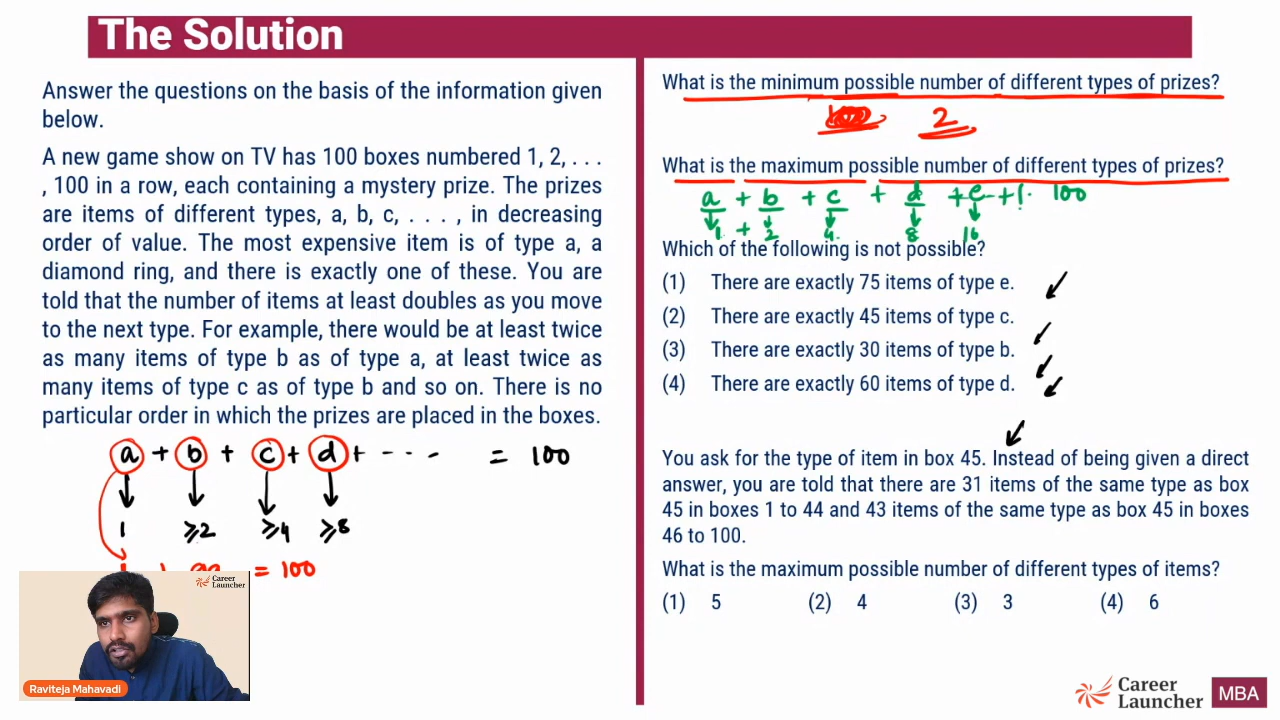 The Solution
Answer the questions on the basis of the information given
below.
A new game show on TV has 100 boxes numbered 1, 2, . . .
, 100 in a row, each containing a mystery prize. The prizes
are items of different types, a, b, c, . . . , in decreasing
order of value. The most expensive item is of type a, a
diamond ring, and there is exactly one of these. You are
told that the number of items at least doubles as you move
to the next type. For example, there would be at least twice
as many items of type b as of type a, at least twice as
many items of type c as of type b and so on. There is no
particular order in which the prizes are placed in the boxes.
a + b + c + d + - - - = 100
1 ≥2 ≥4 ≥8
= 100
Career
Launcher
Raviteja Mahavadi
What is the minimum possible number of different types of prizes?
2
What is the maximum possible number of different types of prizes?
a + b + c + d + e + f 100
1 + 2 4 8 16
Which of the following is not possible?
(1) There are exactly 75 items of type e.
(2) There are exactly 45 items of type c.
(3) There are exactly 30 items of type b.
(4) There are exactly 60 items of type d.
You ask for the type of item in box 45. Instead of being given a direct
answer, you are told that there are 31 items of the same type as box
45 in boxes 1 to 44 and 43 items of the same type as box 45 in boxes
46 to 100.
What is the maximum possible number of different types of items?
(1) 5 (2) 4 (3) 3 (4) 6
Career
Launcher MBA